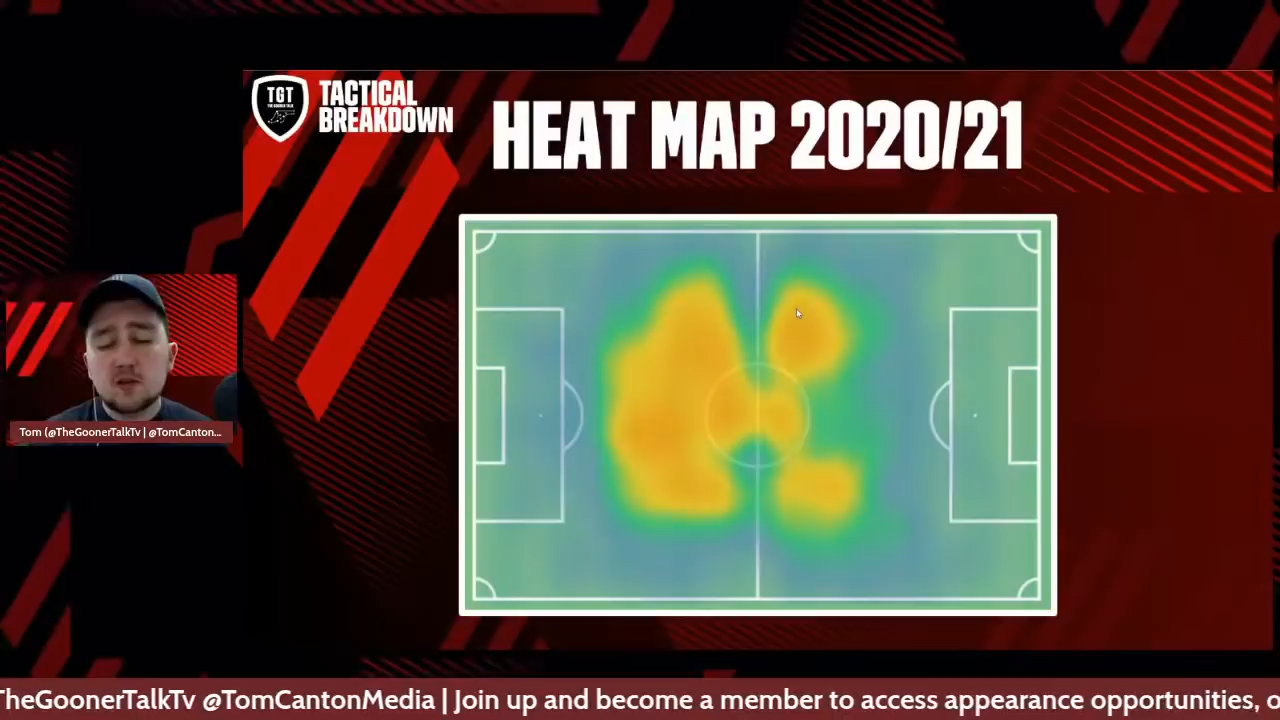 TGT
TACTICAL
BREAKDOWN
HEAT MAP 2020/21
Tom (@TheGoonerTalkTv | @TomCanton...
TheGoonerTalkTv @TomCantonMedia | Join up and become a member to access appearance opportunities,